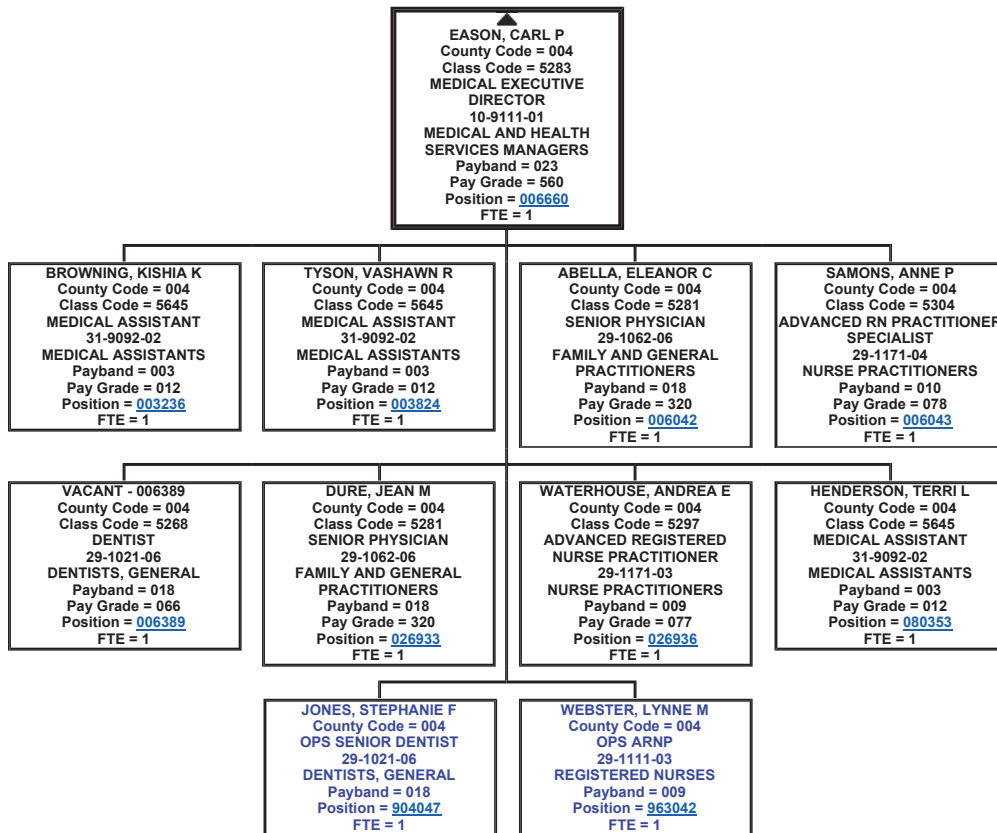 EASON, CARL P
County Code = 004
Class Code = 5283
MEDICAL EXECUTIVE
DIRECTOR
10-9111-01
MEDICAL AND HEALTH
SERVICES MANAGERS
Payband = 023
Pay Grade = 560
Position = 006660
FTE = 1
BROWNING, KISHIA K
County Code = 004
Class Code = 5645
MEDICAL ASSISTANT
31-9092-02
MEDICAL ASSISTANTS
Payband = 003
Pay Grade = 012
Position = 003236
FTE = 1
TYSON, VASHAWN R
County Code = 004
Class Code = 5645
MEDICAL ASSISTANT
31-9092-02
MEDICAL ASSISTANTS
Payband = 003
Pay Grade = 012
Position = 003824
FTE = 1
ABELLA, ELEANOR C
County Code = 004
Class Code = 5281
SENIOR PHYSICIAN
29-1062-06
FAMILY AND GENERAL
PRACTITIONERS
Payband = 018
Pay Grade = 320
Position = 006042
FTE = 1
SAMONS, ANNE P
County Code = 004
Class Code = 5304
ADVANCED RN PRACTITIONER
SPECIALIST
29-1171-04
NURSE PRACTITIONERS
Payband = 010
Pay Grade = 078
Position = 006043
FTE = 1
VACANT - 006389
County Code = 004
Class Code = 5268
DENTIST
29-1021-06
DENTISTS, GENERAL
Payband = 018
Pay Grade = 066
Position = 006389
FTE = 1
DURE, JEAN M
County Code = 004
Class Code = 5281
SENIOR PHYSICIAN
29-1062-06
FAMILY AND GENERAL
PRACTITIONERS
Payband = 018
Pay Grade = 320
Position = 026933
FTE = 1
WATERHOUSE, ANDREA E
County Code = 004
Class Code = 5297
ADVANCED REGISTERED
NURSE PRACTITIONER
29-1171-03
NURSE PRACTITIONERS
Payband = 009
Pay Grade = 077
Position = 026936
FTE = 1
HENDERSON, TERRI L
County Code = 004
Class Code = 5645
MEDICAL ASSISTANT
31-9092-02
MEDICAL ASSISTANTS
Payband = 003
Pay Grade = 012
Position = 080353
FTE = 1
JONES, STEPHANIE F
County Code = 004
OPS SENIOR DENTIST
29-1021-06
DENTISTS, GENERAL
Payband = 018
Position = 904047
FTE = 1
WEBSTER, LYNNE M
County Code = 004
OPS ARNP
29-1111-03
REGISTERED NURSES
Payband = 009
Position = 963042
FTE = 1